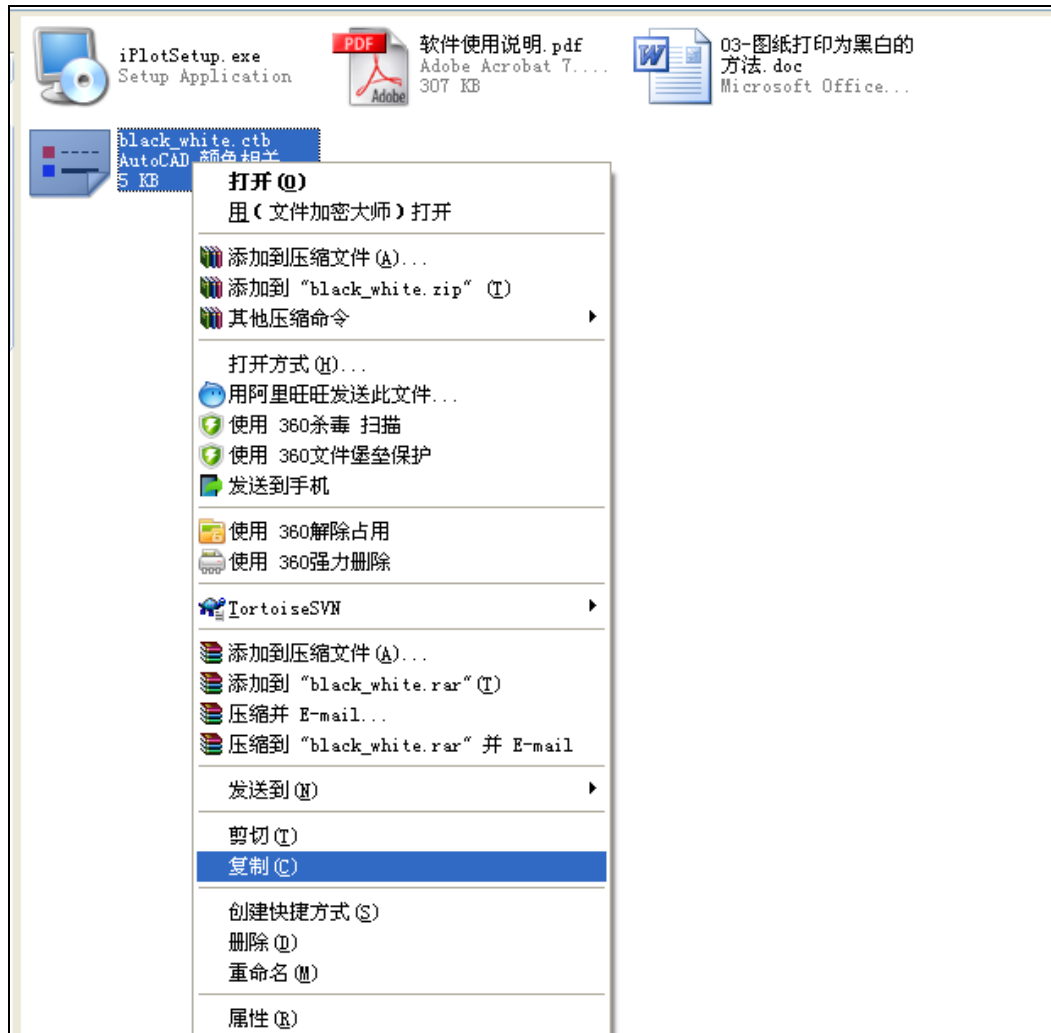 iPlotSetup.exe
Setup Application
PDF
Adobe
软件使用说明.pdf
Adobe Acrobat 7....
307 KB
W
03-图纸打印为黑白的
方法.doc
Microsoft Office...
black_white.ctb
AutoCAD 颜色相关
5 KB
打开(O)
用(文件加密大师)打开
添加到压缩文件(A)...
添加到 "black_white.zip" (T)
其他压缩命令
打开方式(H)...
用阿里旺旺发送此文件...
使用 360杀毒 扫描
使用 360文件堡垒保护
发送到手机
使用 360解除占用
使用 360强力删除
TortoiseSVN
添加到压缩文件(A)...
添加到 "black_white.rar"(T)
压缩并 E-mail...
压缩到 "black_white.rar" 并 E-mail
发送到(N)
剪切(T)
复制(C)
创建快捷方式(S)
删除(D)
重命名(M)
属性(R)